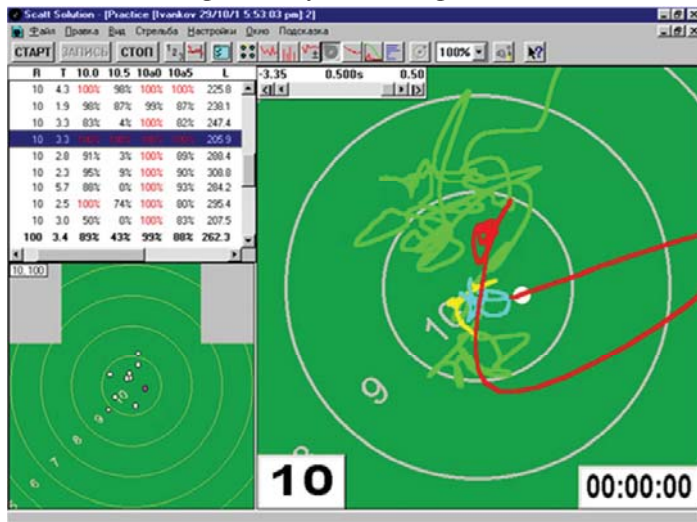 Scatt Solution - [Practice [Ivankov 29/10/1 5:53:03 pm] 2]
Файл Правка Вид Стрельба Настройки Окно Подсказка
СТАРТ ЗАПИСЬ СТОП 100%
R T 10.0 10.5 10a0 10a5 L
10 4.3 100% 98% 100% 100% 225.8
10 1.9 98% 87% 99% 87% 238.1
10 3.3 83% 4% 100% 82% 247.4
10 3.3 100% 100% 100% 100% 205.9
10 2.8 91% 3% 100% 89% 288.4
10 2.3 95% 9% 100% 90% 308.8
10 5.7 88% 0% 100% 93% 284.2
10 2.5 100% 74% 100% 80% 295.4
10 3.0 50% 0% 100% 83% 207.5
100 3.4 89% 43% 99% 88% 262.3
-3.35 0.500s 0.50
10, 100
10
9
8
7
6
5
10
9
10
00:00:00